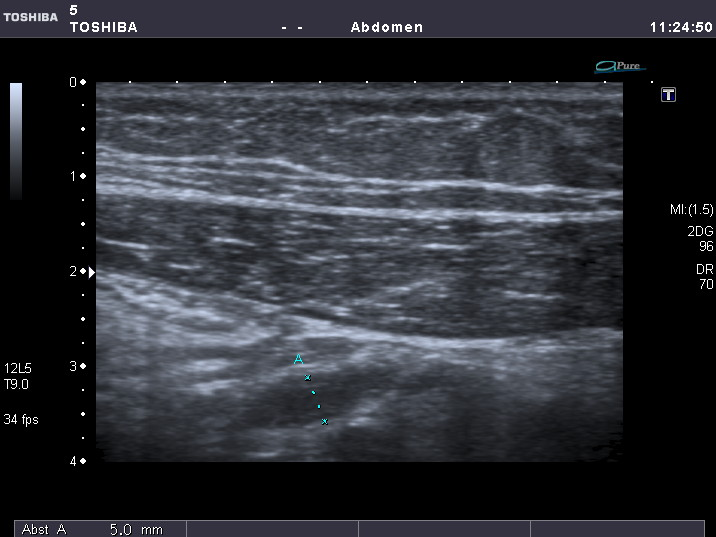 TOSHIBA
5
TOSHIBA - - Abdomen 11:24:50
aPure
T
0
1
2
3
4
A
MI:(1.5)
2DG
96
DR
70
12L5
T9.0
34 fps
Abst A 5.0 mm